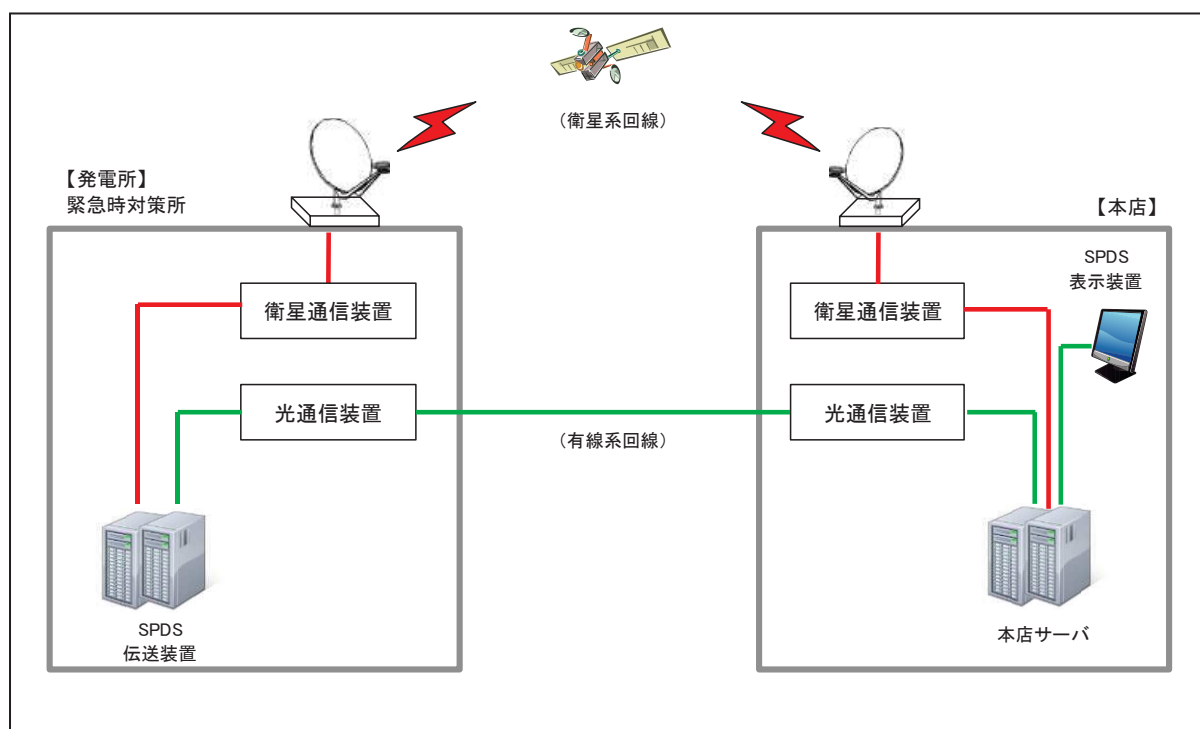 （衛星系回線）
【発電所】
緊急時対策所
【本店】
SPDS
表示装置
衛星通信装置
衛星通信装置
光通信装置
光通信装置
（有線系回線）
SPDS
伝送装置
本店サーバ